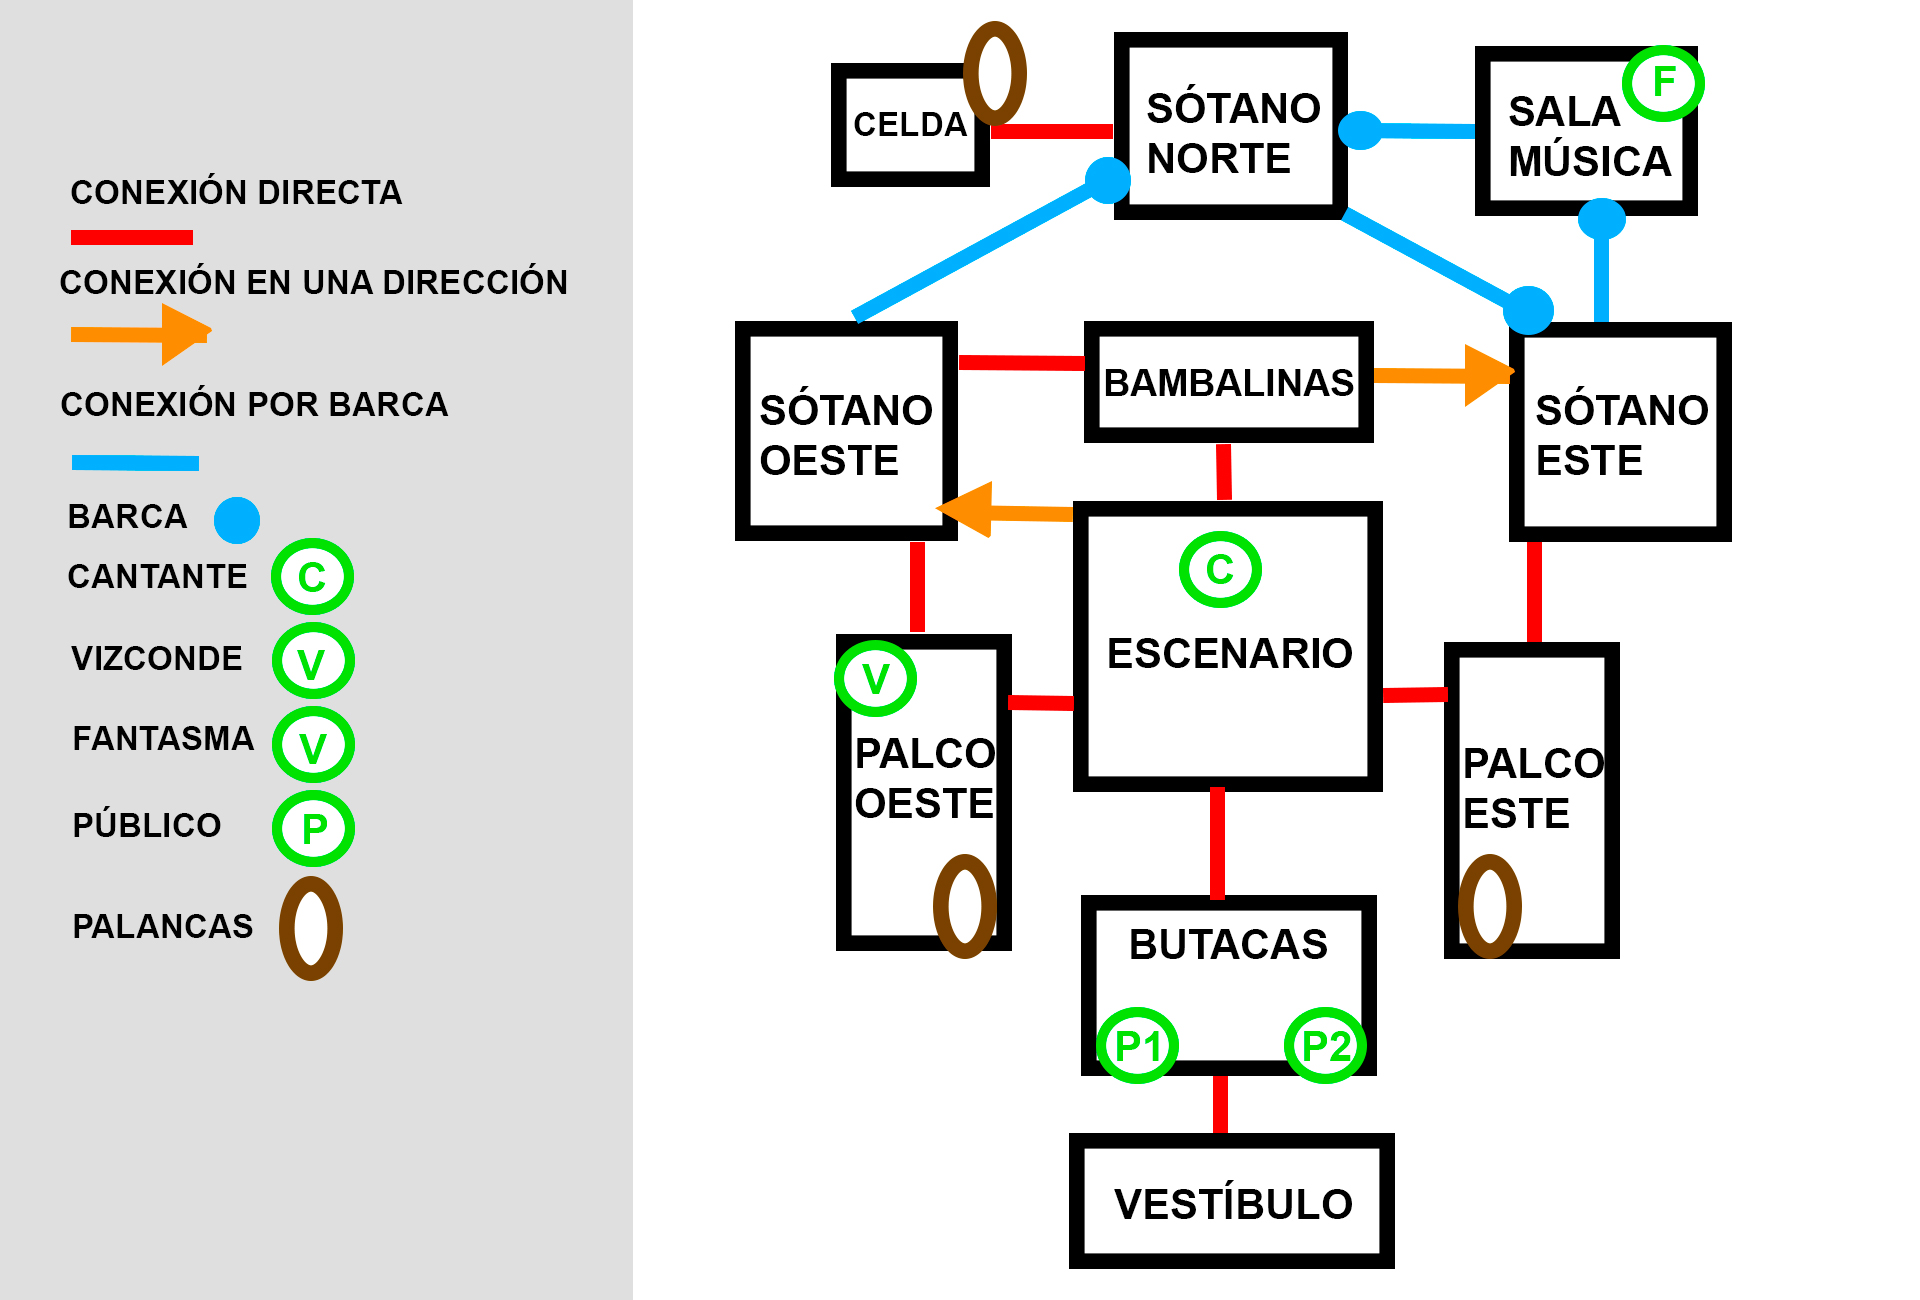 CONEXIÓN DIRECTA
CONEXIÓN EN UNA DIRECCIÓN
CONEXIÓN POR BARCA
BARCA
CANTANTE C
VIZCONDE V
FANTASMA V
PÚBLICO P
PALANCAS
CELDA
SÓTANO
NORTE
F
SALA
MÚSICA
SÓTANO
OESTE
BAMBALINAS
SÓTANO
ESTE
C
ESCENARIO
V
PALCO
OESTE
PALCO
ESTE
BUTACAS
P1 P2
VESTÍBULO